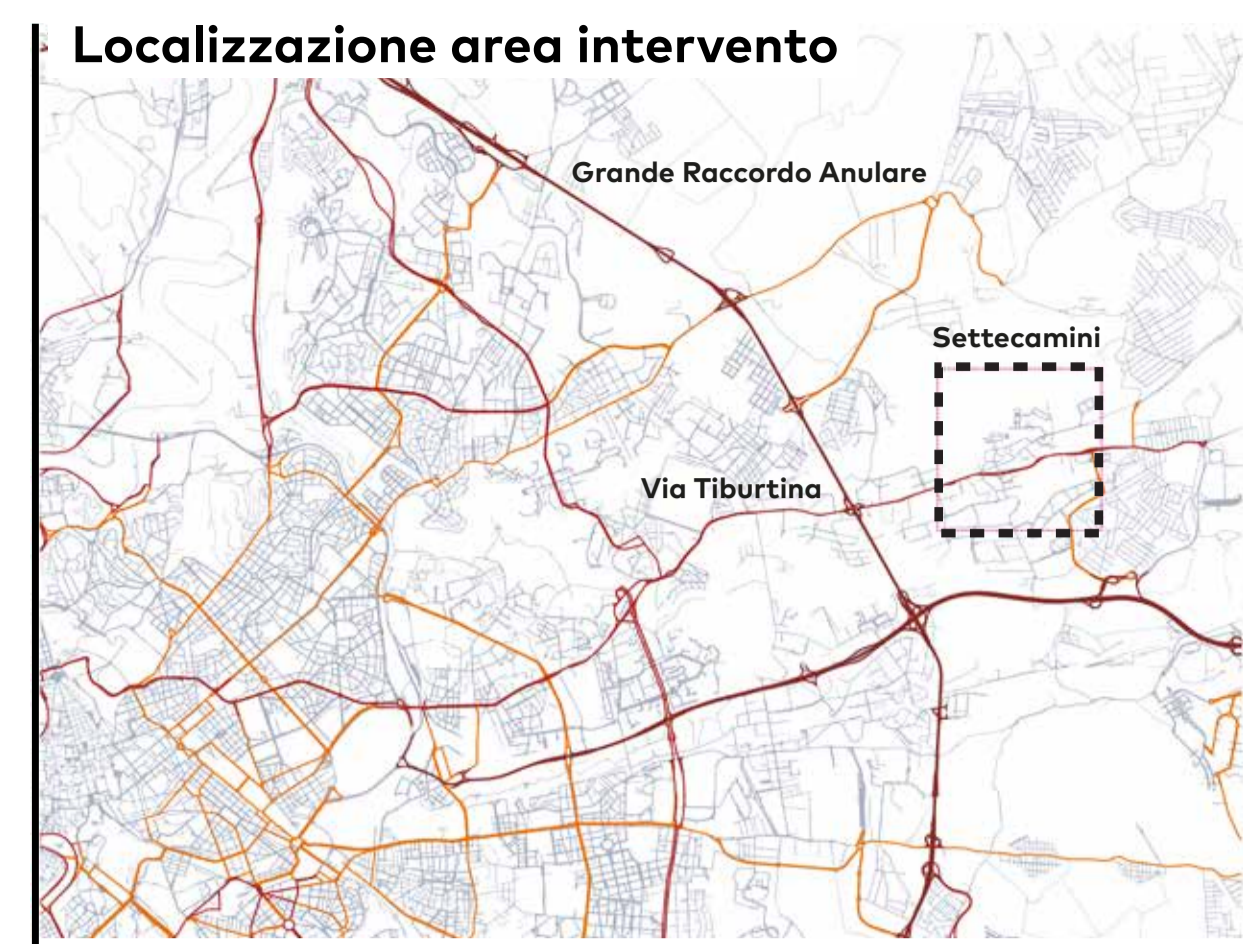 Localizzazione area intervento
Grande Raccordo Anulare
Settecamini
Via Tiburtina